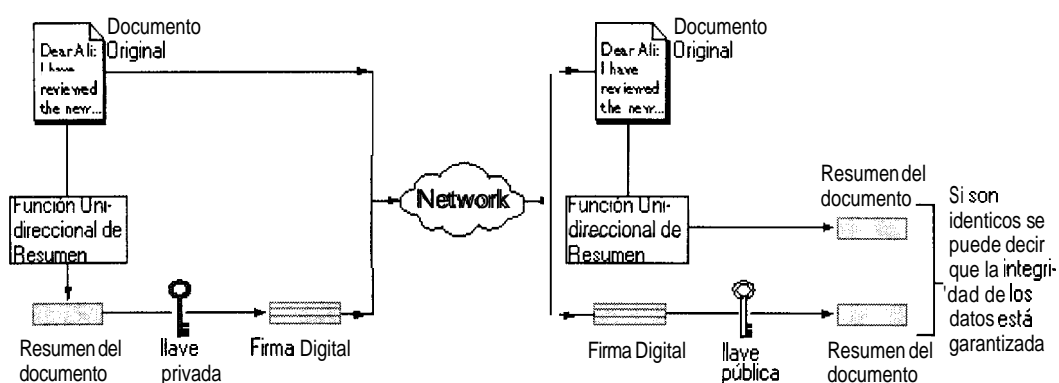 Documento
Original
Dear Ali:
I have
reviewed
the new...
Función Uni-
direccional de
Resumen
Resumen del
documento
llave
privada
Firma Digital
Network
Documento
Original
Dear Ali:
I have
reviewed
the new...
Función Uni-
direccional de
Resumen
Firma Digital
llave
pública
Resumen del
documento
Resumen del
documento
Si son
identicos se
puede decir
que la integri-
dad de los
datos está
garantizada